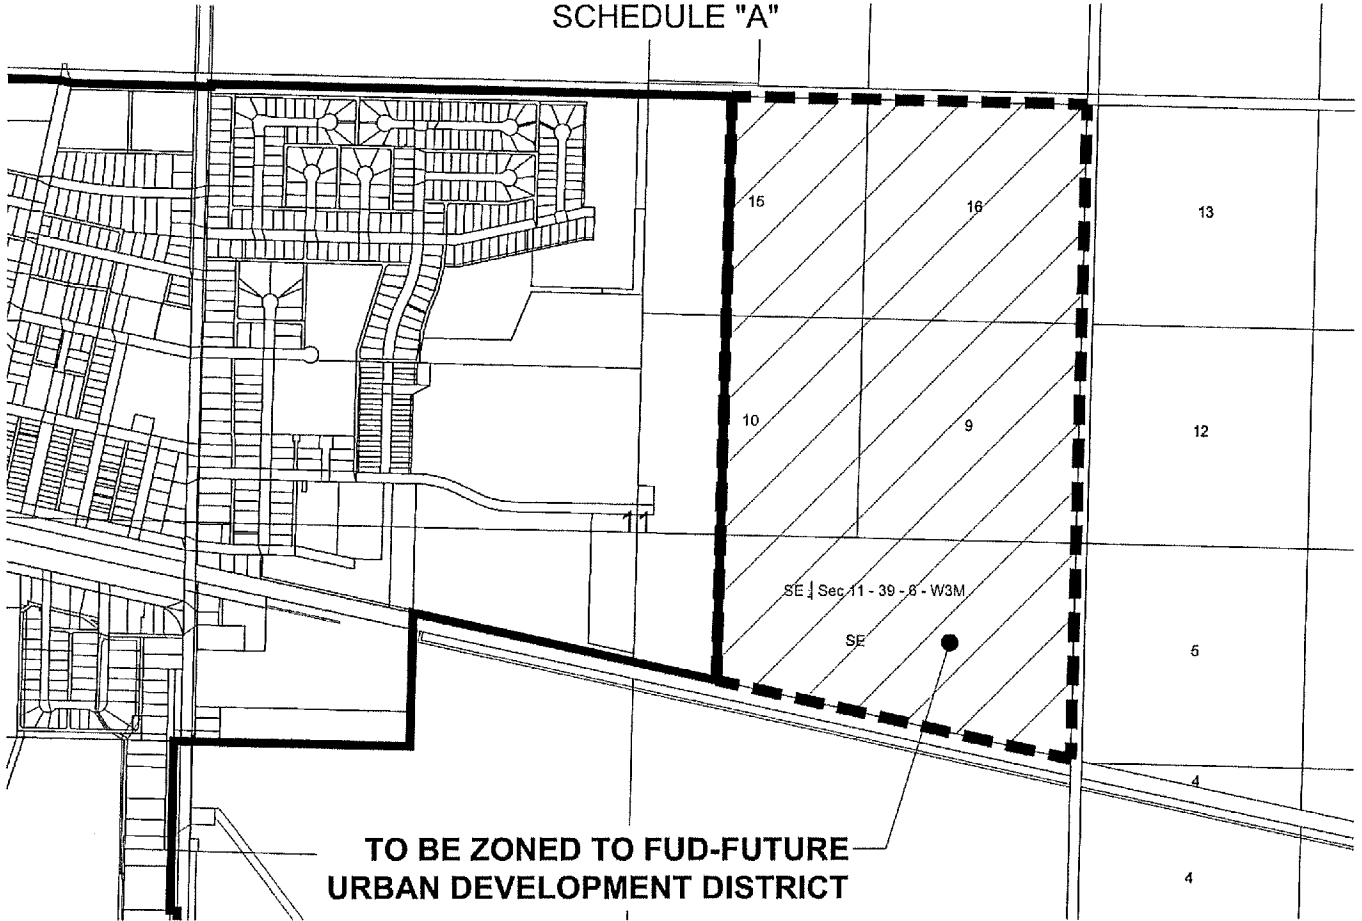 SCHEDULE "A"
15
16
13
10
9
12
SE ¼ Sec 11 - 39 - 6 - W3M
SE
5
4
TO BE ZONED TO FUD-FUTURE
URBAN DEVELOPMENT DISTRICT
4